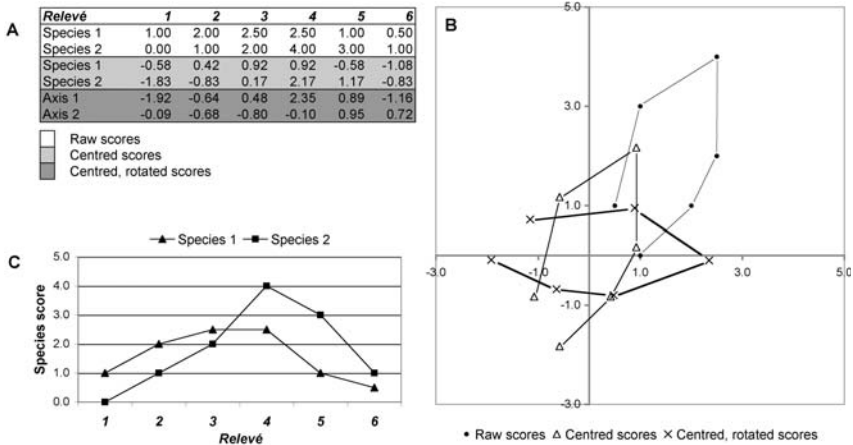 A
Relevé 1 2 3 4 5 6
Species 1 1.00 2.00 2.50 2.50 1.00 0.50
Species 2 0.00 1.00 2.00 4.00 3.00 1.00
Species 1 -0.58 0.42 0.92 0.92 -0.58 -1.08
Species 2 -1.83 -0.83 0.17 2.17 1.17 -0.83
Axis 1 -1.92 -0.64 0.48 2.35 0.89 -1.16
Axis 2 -0.09 -0.68 -0.80 -0.10 0.95 0.72
Raw scores
Centred scores
Centred, rotated scores
C
Species 1 Species 2
Species score
5.0
4.0
3.0
2.0
1.0
0.0
1 2 3 4 5 6
Relevé
B
5.0
3.0
1.0
-3.0 -1.0 1.0 3.0 5.0
-1.0
-3.0
Raw scores Centred scores Centred, rotated scores